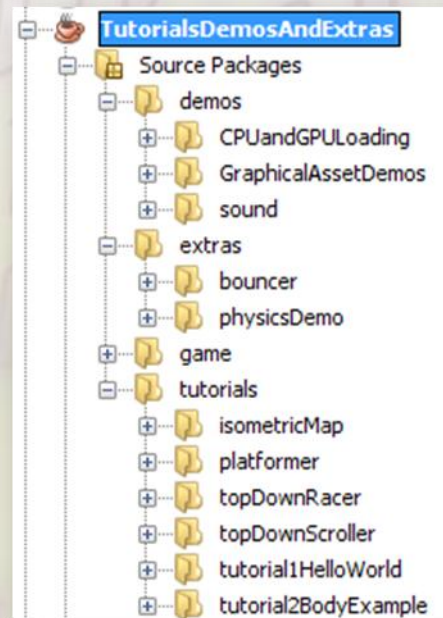 TutorialsDemosAndExtras
Source Packages
demos
CPUandGPULoading
GraphicalAssetDemos
sound
extras
bouncer
physicsDemo
game
tutorials
isometricMap
platformer
topDownRacer
topDownScroller
tutorial1HelloWorld
tutorial2BodyExample